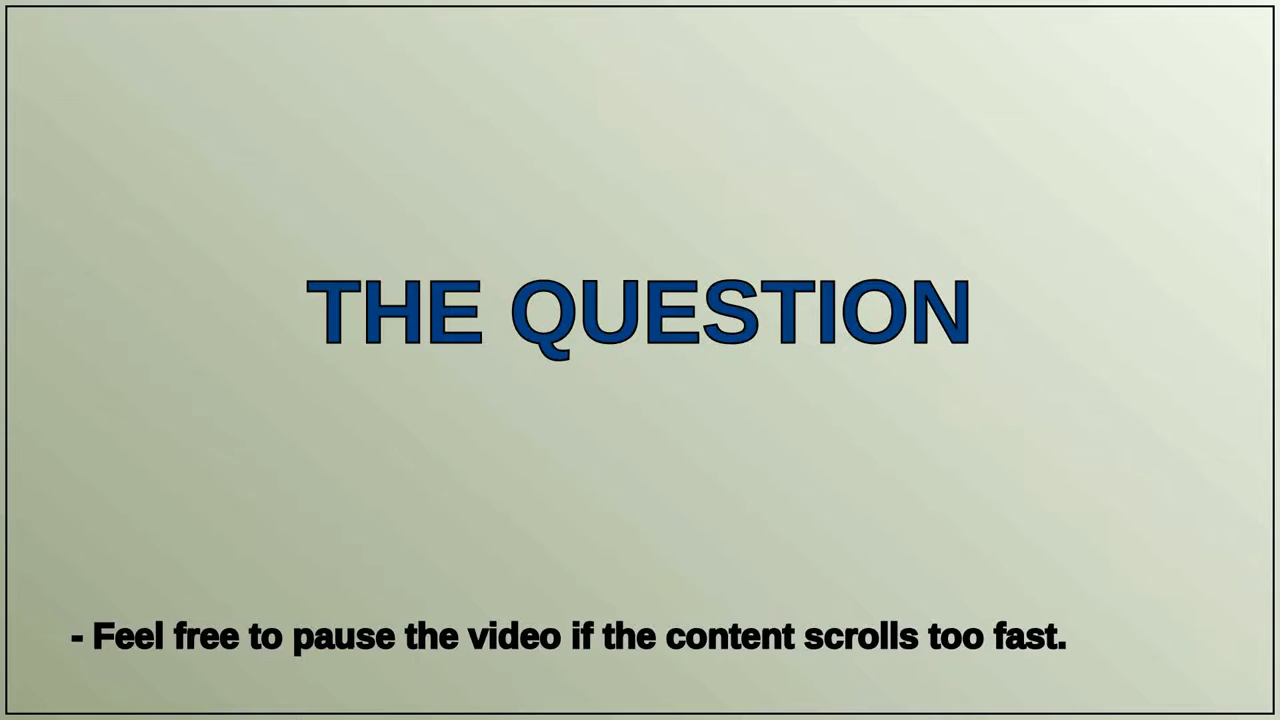 THE QUESTION
- Feel free to pause the video if the content scrolls too fast.